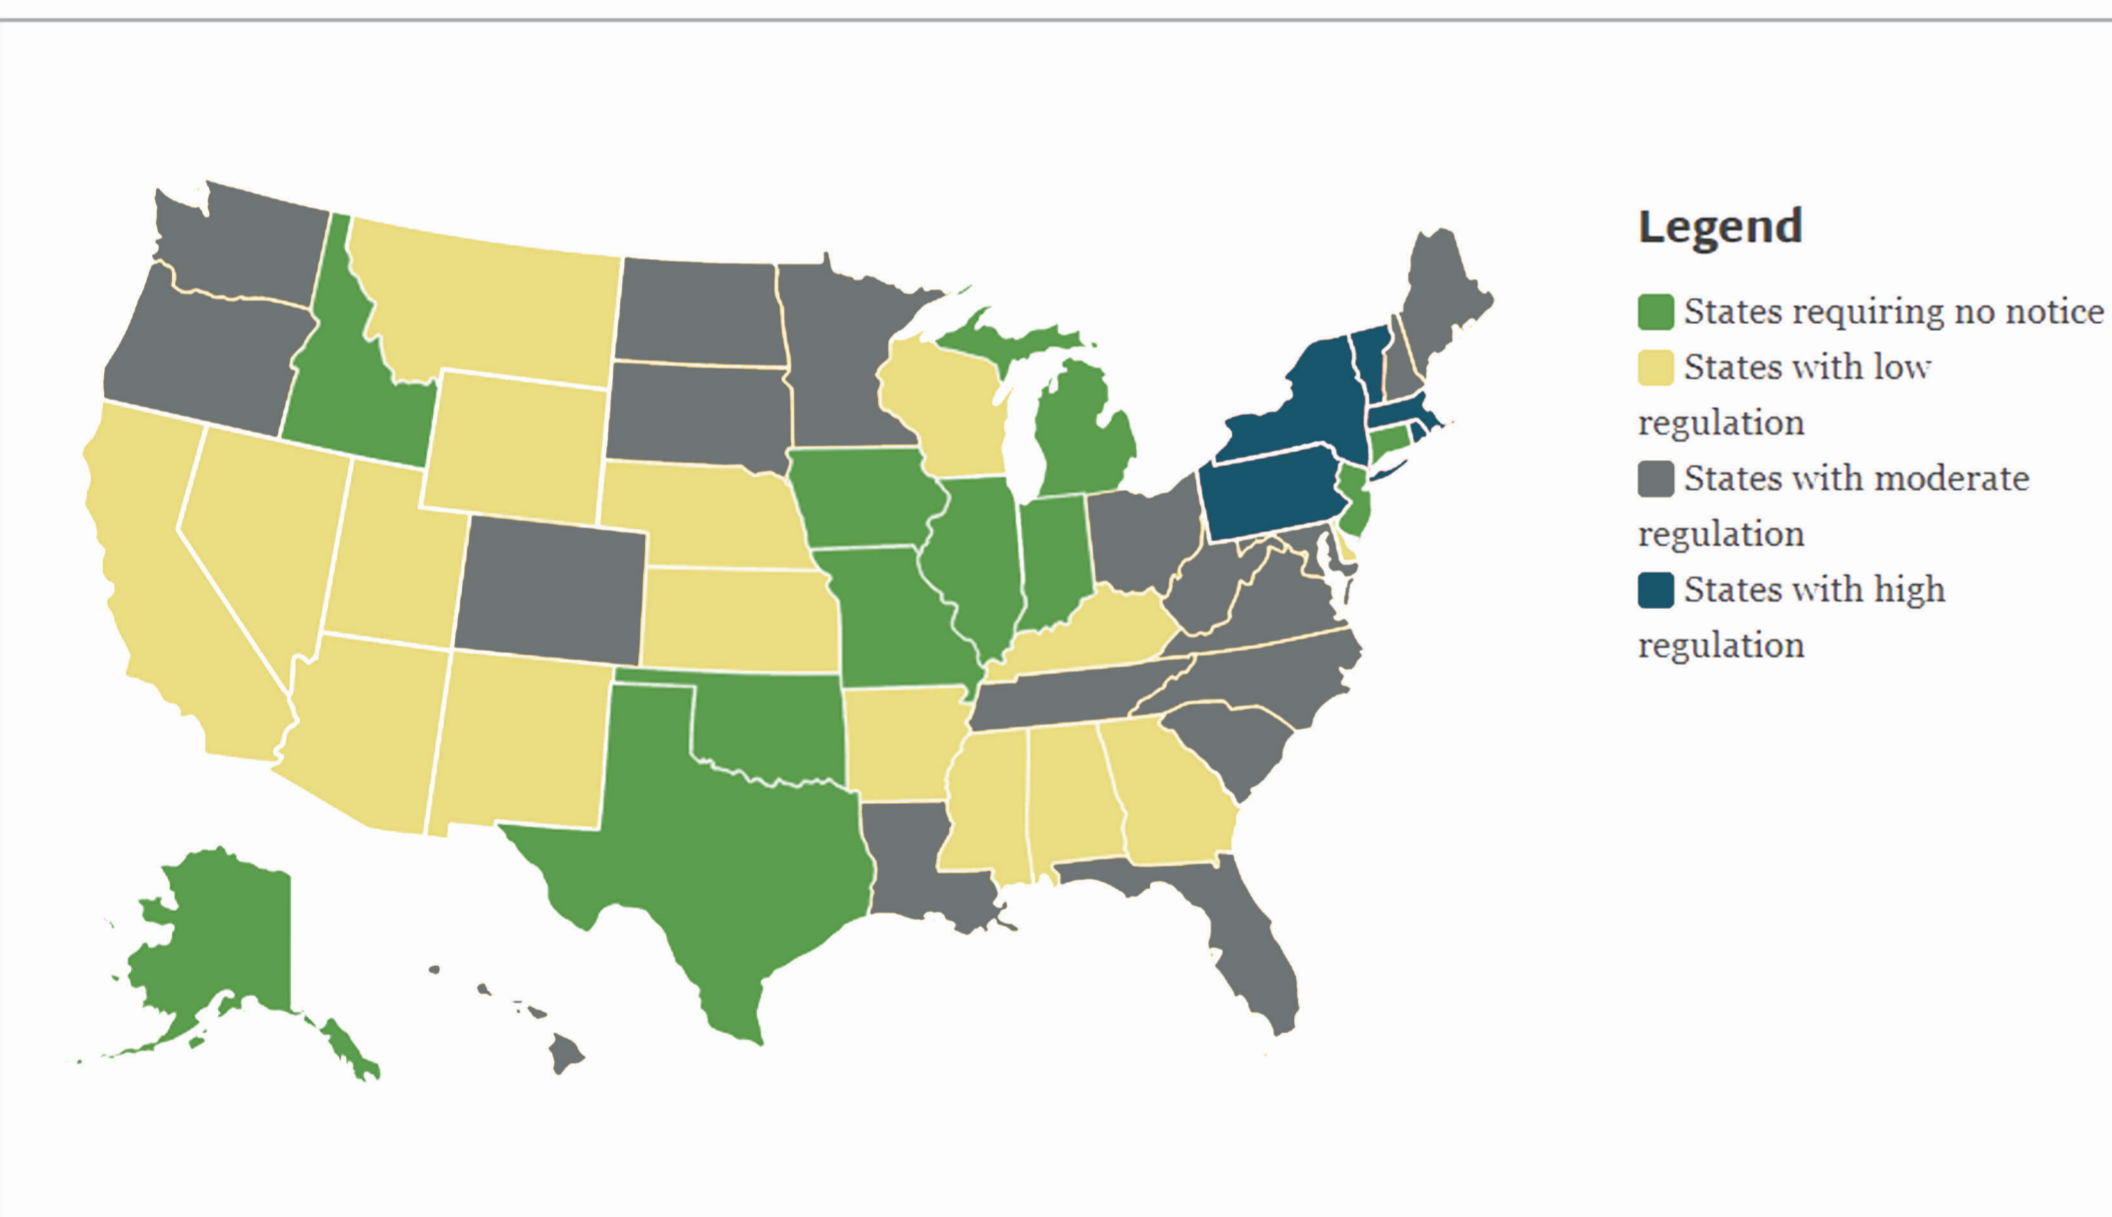 Legend
States requiring no notice
States with low
regulation
States with moderate
regulation
States with high
regulation